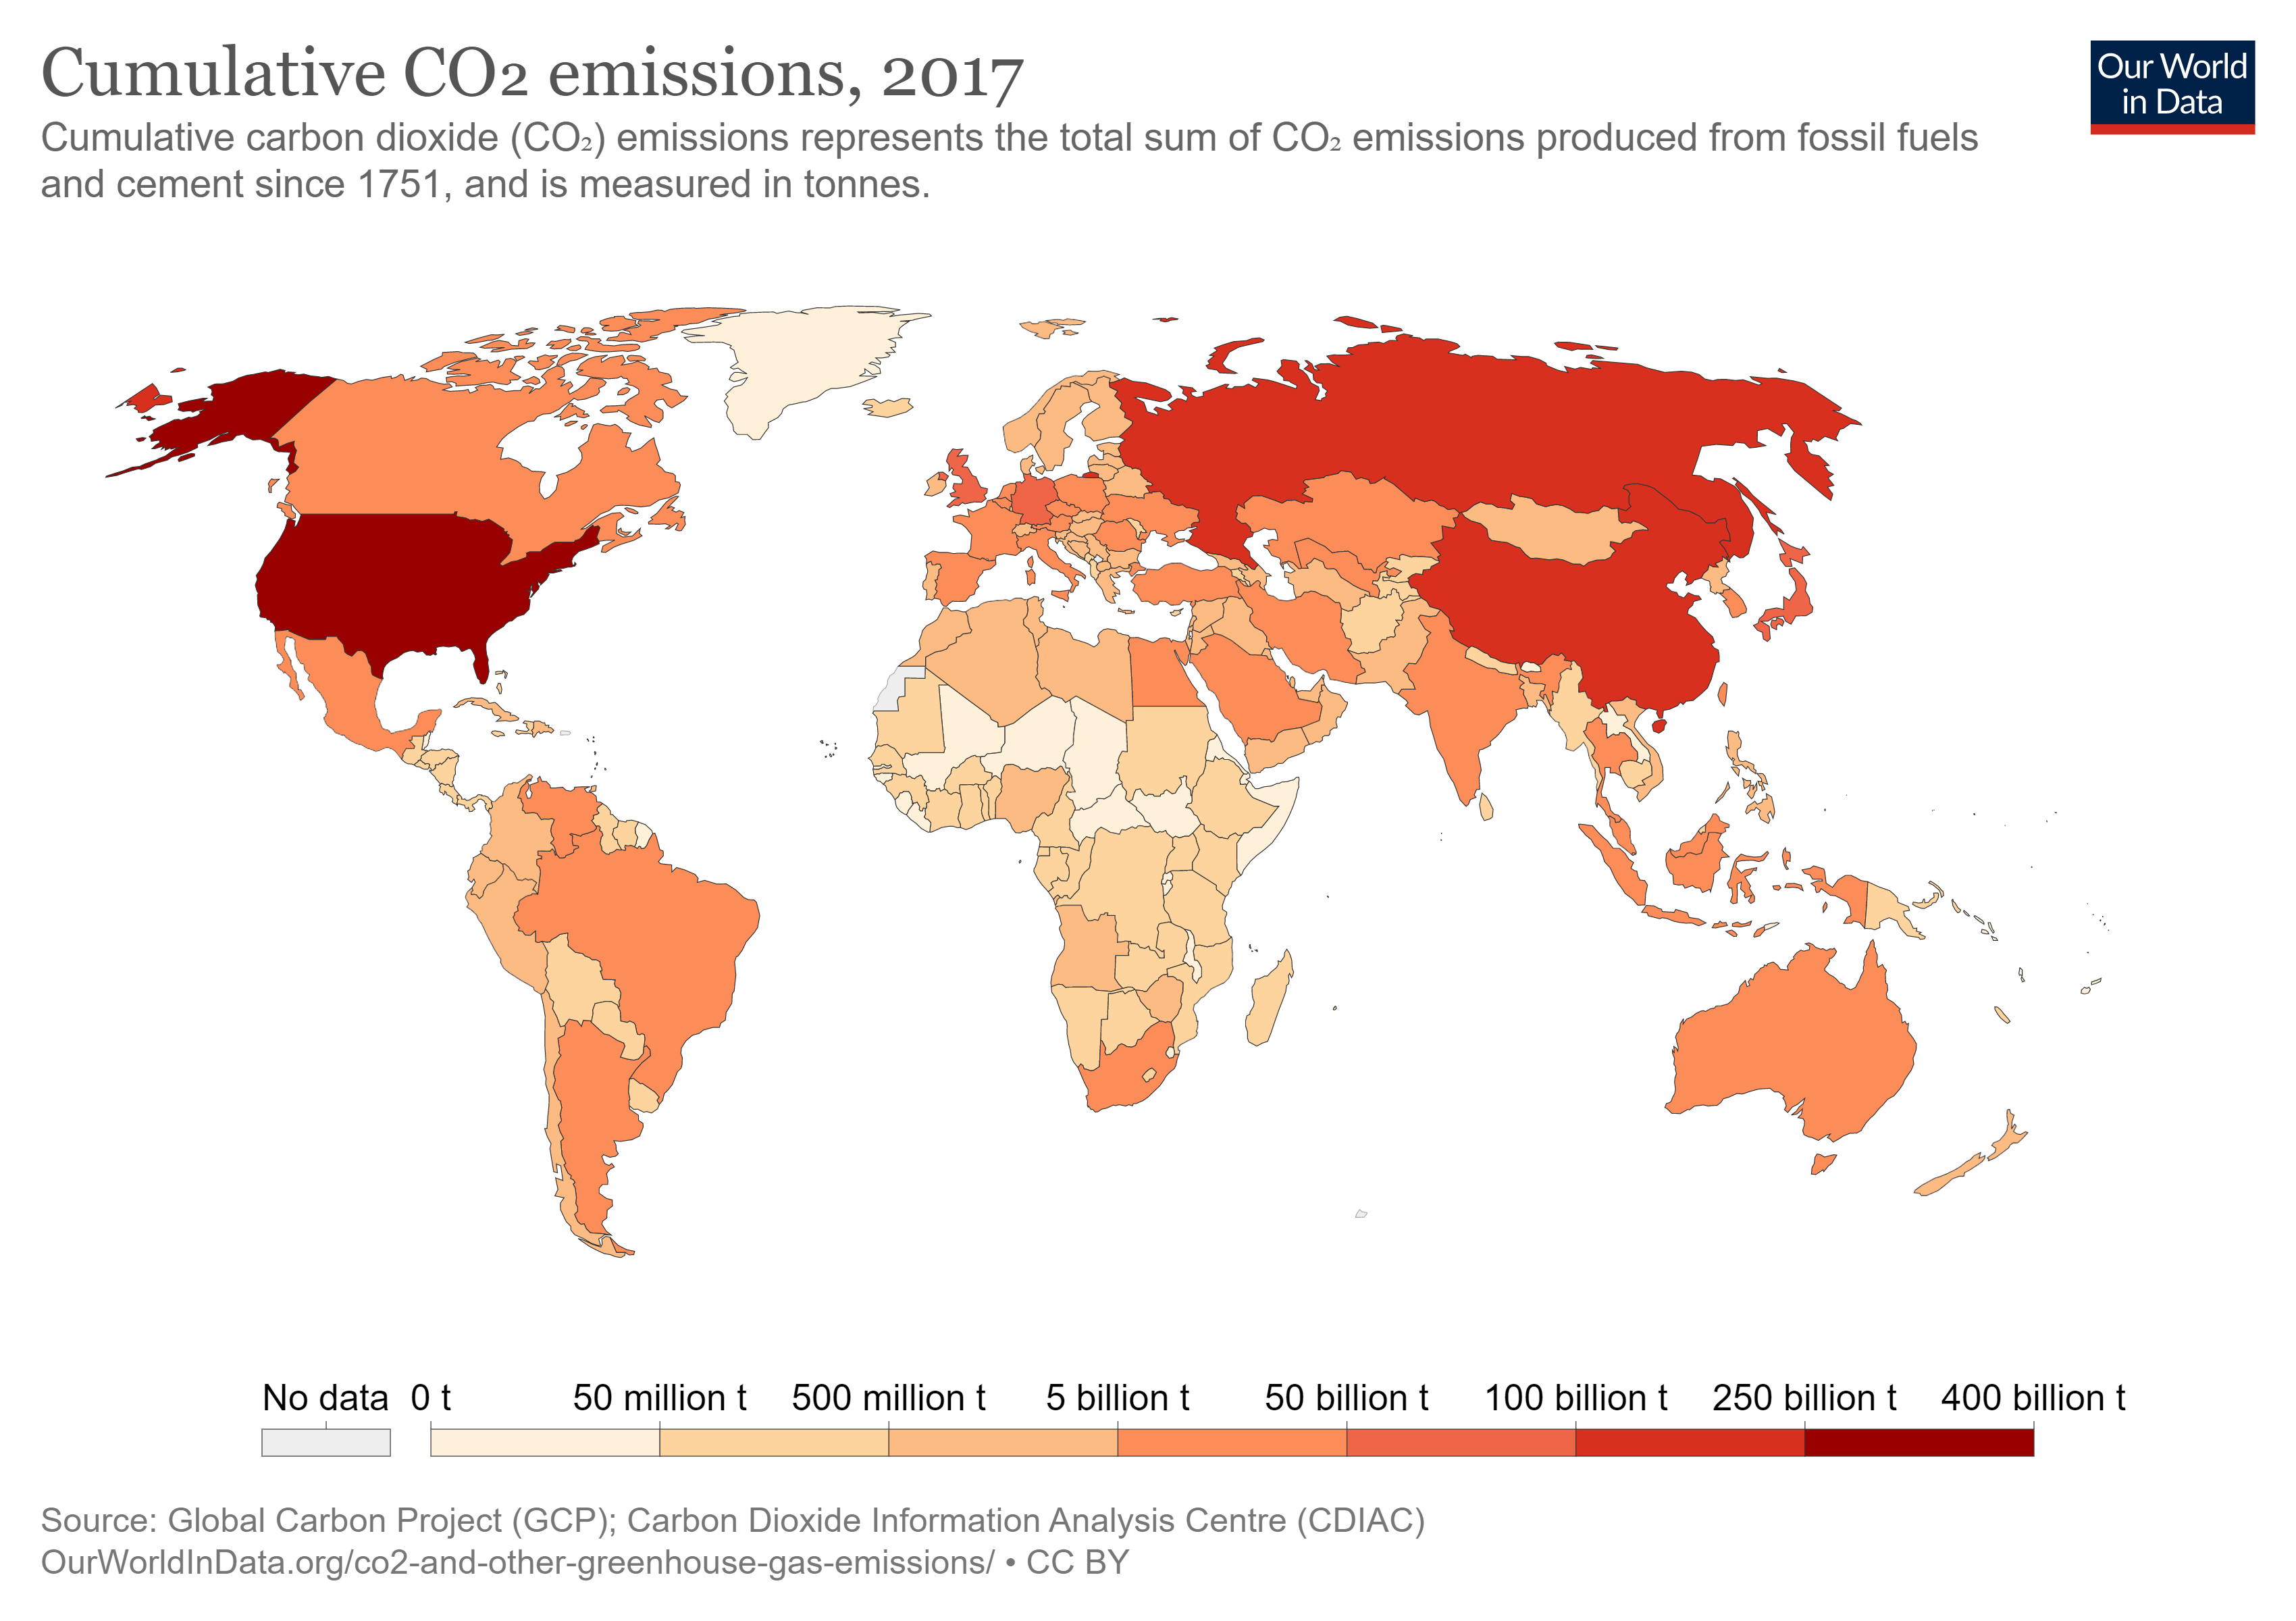 Cumulative CO2 emissions, 2017
Our World
in Data
Cumulative carbon dioxide (CO₂) emissions represents the total sum of CO₂ emissions produced from fossil fuels
and cement since 1751, and is measured in tonnes.
No data 0 t 50 million t 500 million t 5 billion t 50 billion t 100 billion t 250 billion t 400 billion t
Source: Global Carbon Project (GCP); Carbon Dioxide Information Analysis Centre (CDIAC)
OurWorldInData.org/co2-and-other-greenhouse-gas-emissions/ • CC BY